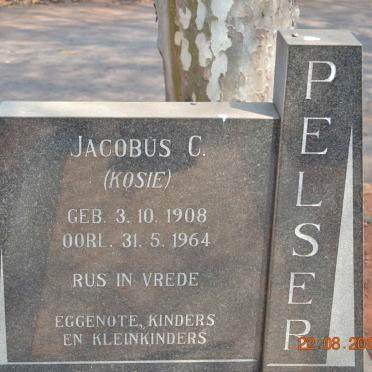 JACOBUS C.
(KOSIE)
GEB. 3. 10. 1908
OORL. 31. 5. 1964
RUS IN VREDE
EGGENOTE, KINDERS
EN KLEINKINDERS
PELSER